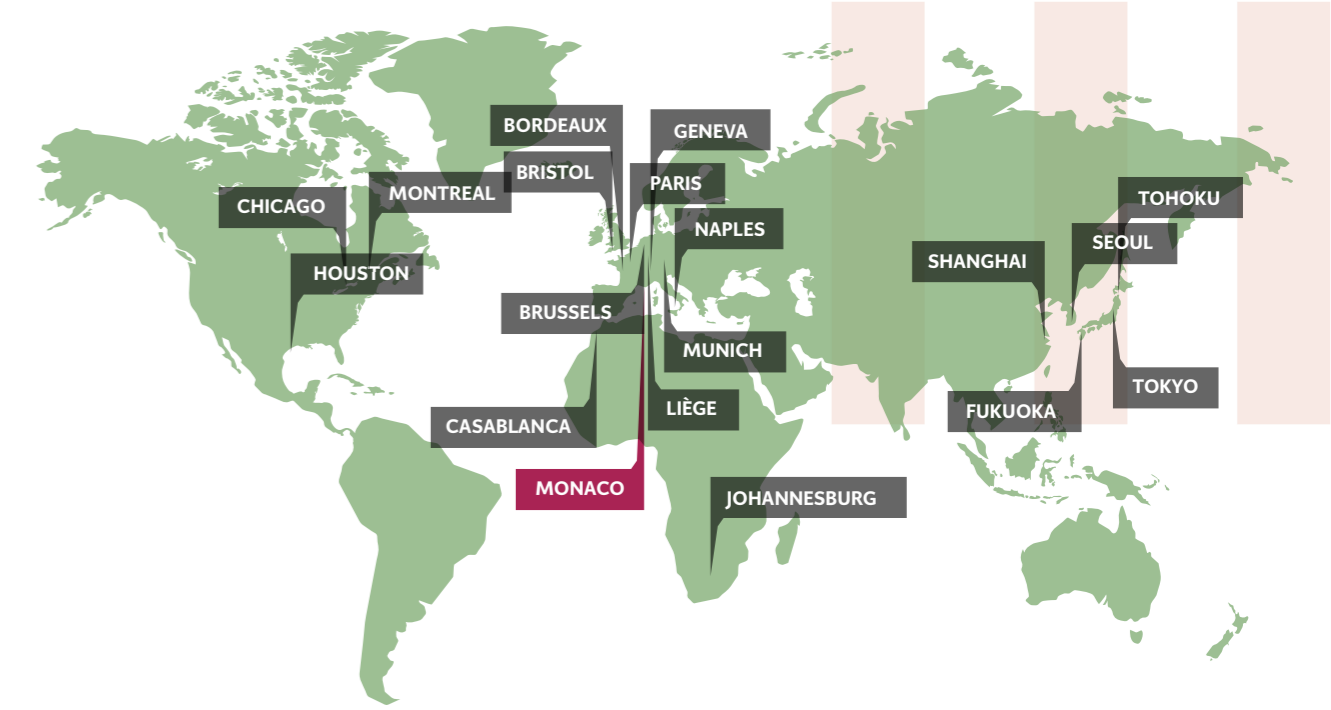 BORDEAUX
GENEVA
BRISTOL
PARIS
CHICAGO
MONTREAL
TOHOKU
NAPLES
SEOUL
SHANGHAI
HOUSTON
BRUSSELS
MUNICH
TOKYO
LIÈGE
FUKUOKA
CASABLANCA
MONACO
JOHANNESBURG